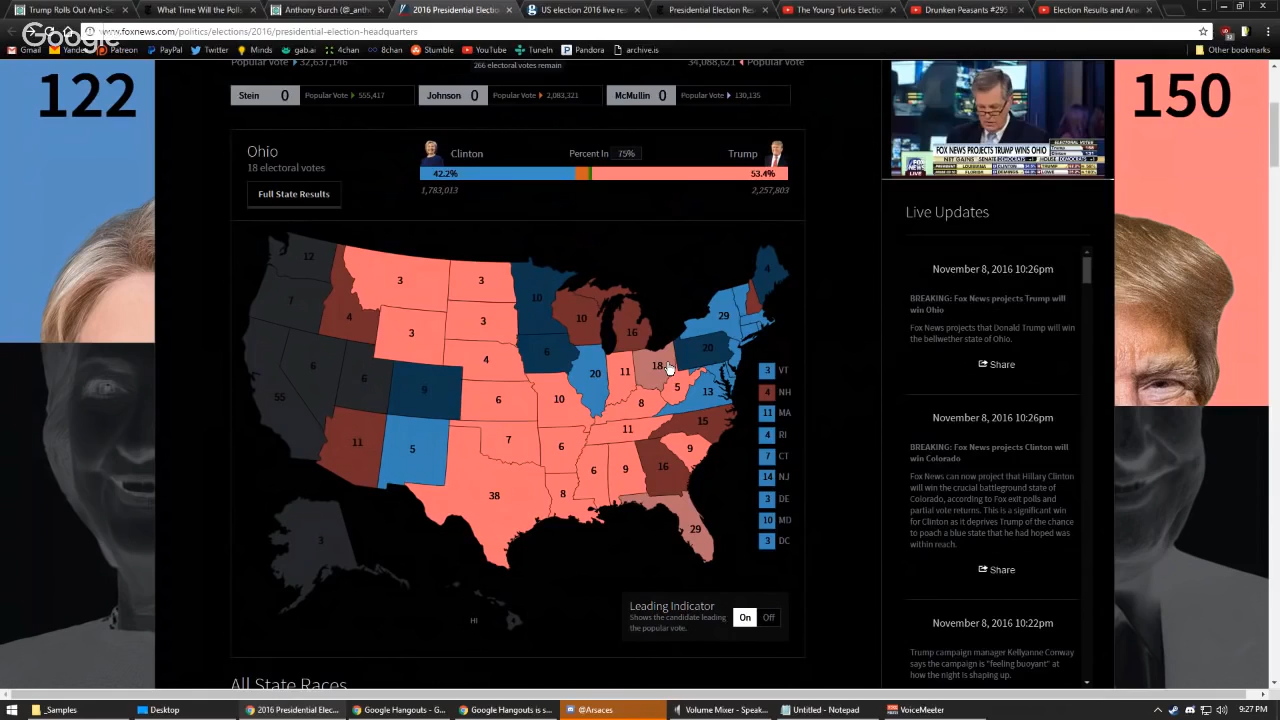 Trump Rolls Out Anti-Se
What Time Will the Polls
Anthony Burch (@_anth
2016 Presidential Electio
US election 2016 live re
Presidential Election Res
The Young Turks Electio
Drunken Peasants #295
Election Results and An
www.foxnews.com/politics/elections/2016/presidential-election-headquarters
Google
Gmail
Yande
Patreon
PayPal
Twitter
Minds
gab.ai
4chan
8chan
Stumble
YouTube
TuneIn
Pandora
archive.is
Other bookmarks
122
150
Popular Vote 32,637,146
266 electoral votes remain
34,088,621 Popular Vote
Stein 0 Popular Vote 555,417
Johnson 0 Popular Vote 2,083,321
McMullin 0 Popular Vote 130,135
Ohio
18 electoral votes
Full State Results
Clinton
Percent In 75%
Trump
42.2%
53.4%
1,783,013
2,257,803
12
3
3
4
7
4
10
10
29
3
3
16
6
4
6
20
18
6
9
20
11
5
13
55
6
10
8
11
5
7
6
11
15
9
38
6
9
16
8
29
3
HI
3 VT
4 NH
11 MA
4 RI
7 CT
14 NJ
3 DE
10 MD
3 DC
Leading Indicator
Shows the candidate leading
the popular vote.
On Off
All State Races
FOX NEWS PROJECTS TRUMP WINS OHIO
Live Updates
November 8, 2016 10:26pm
BREAKING: Fox News projects Trump will
win Ohio
Fox News projects that Donald Trump will win
the bellwether state of Ohio.
Share
November 8, 2016 10:26pm
BREAKING: Fox News projects Clinton will
win Colorado
Fox News can now project that Hillary Clinton
will win the crucial battleground state of
Colorado, according to Fox exit polls and
partial vote returns. This is a significant win
for Clinton as it deprives Trump of the chance
to poach a blue state that he had hoped was
within reach.
Share
November 8, 2016 10:22pm
Trump campaign manager Kellyanne Conway
says the campaign is "feeling buoyant" at
how the night is shaping up.
_Samples
Desktop
2016 Presidential Elec...
Google Hangouts - G...
Google Hangouts is s...
@Arsaces
Volume Mixer - Speak...
Untitled - Notepad
VoiceMeeter
9:27 PM